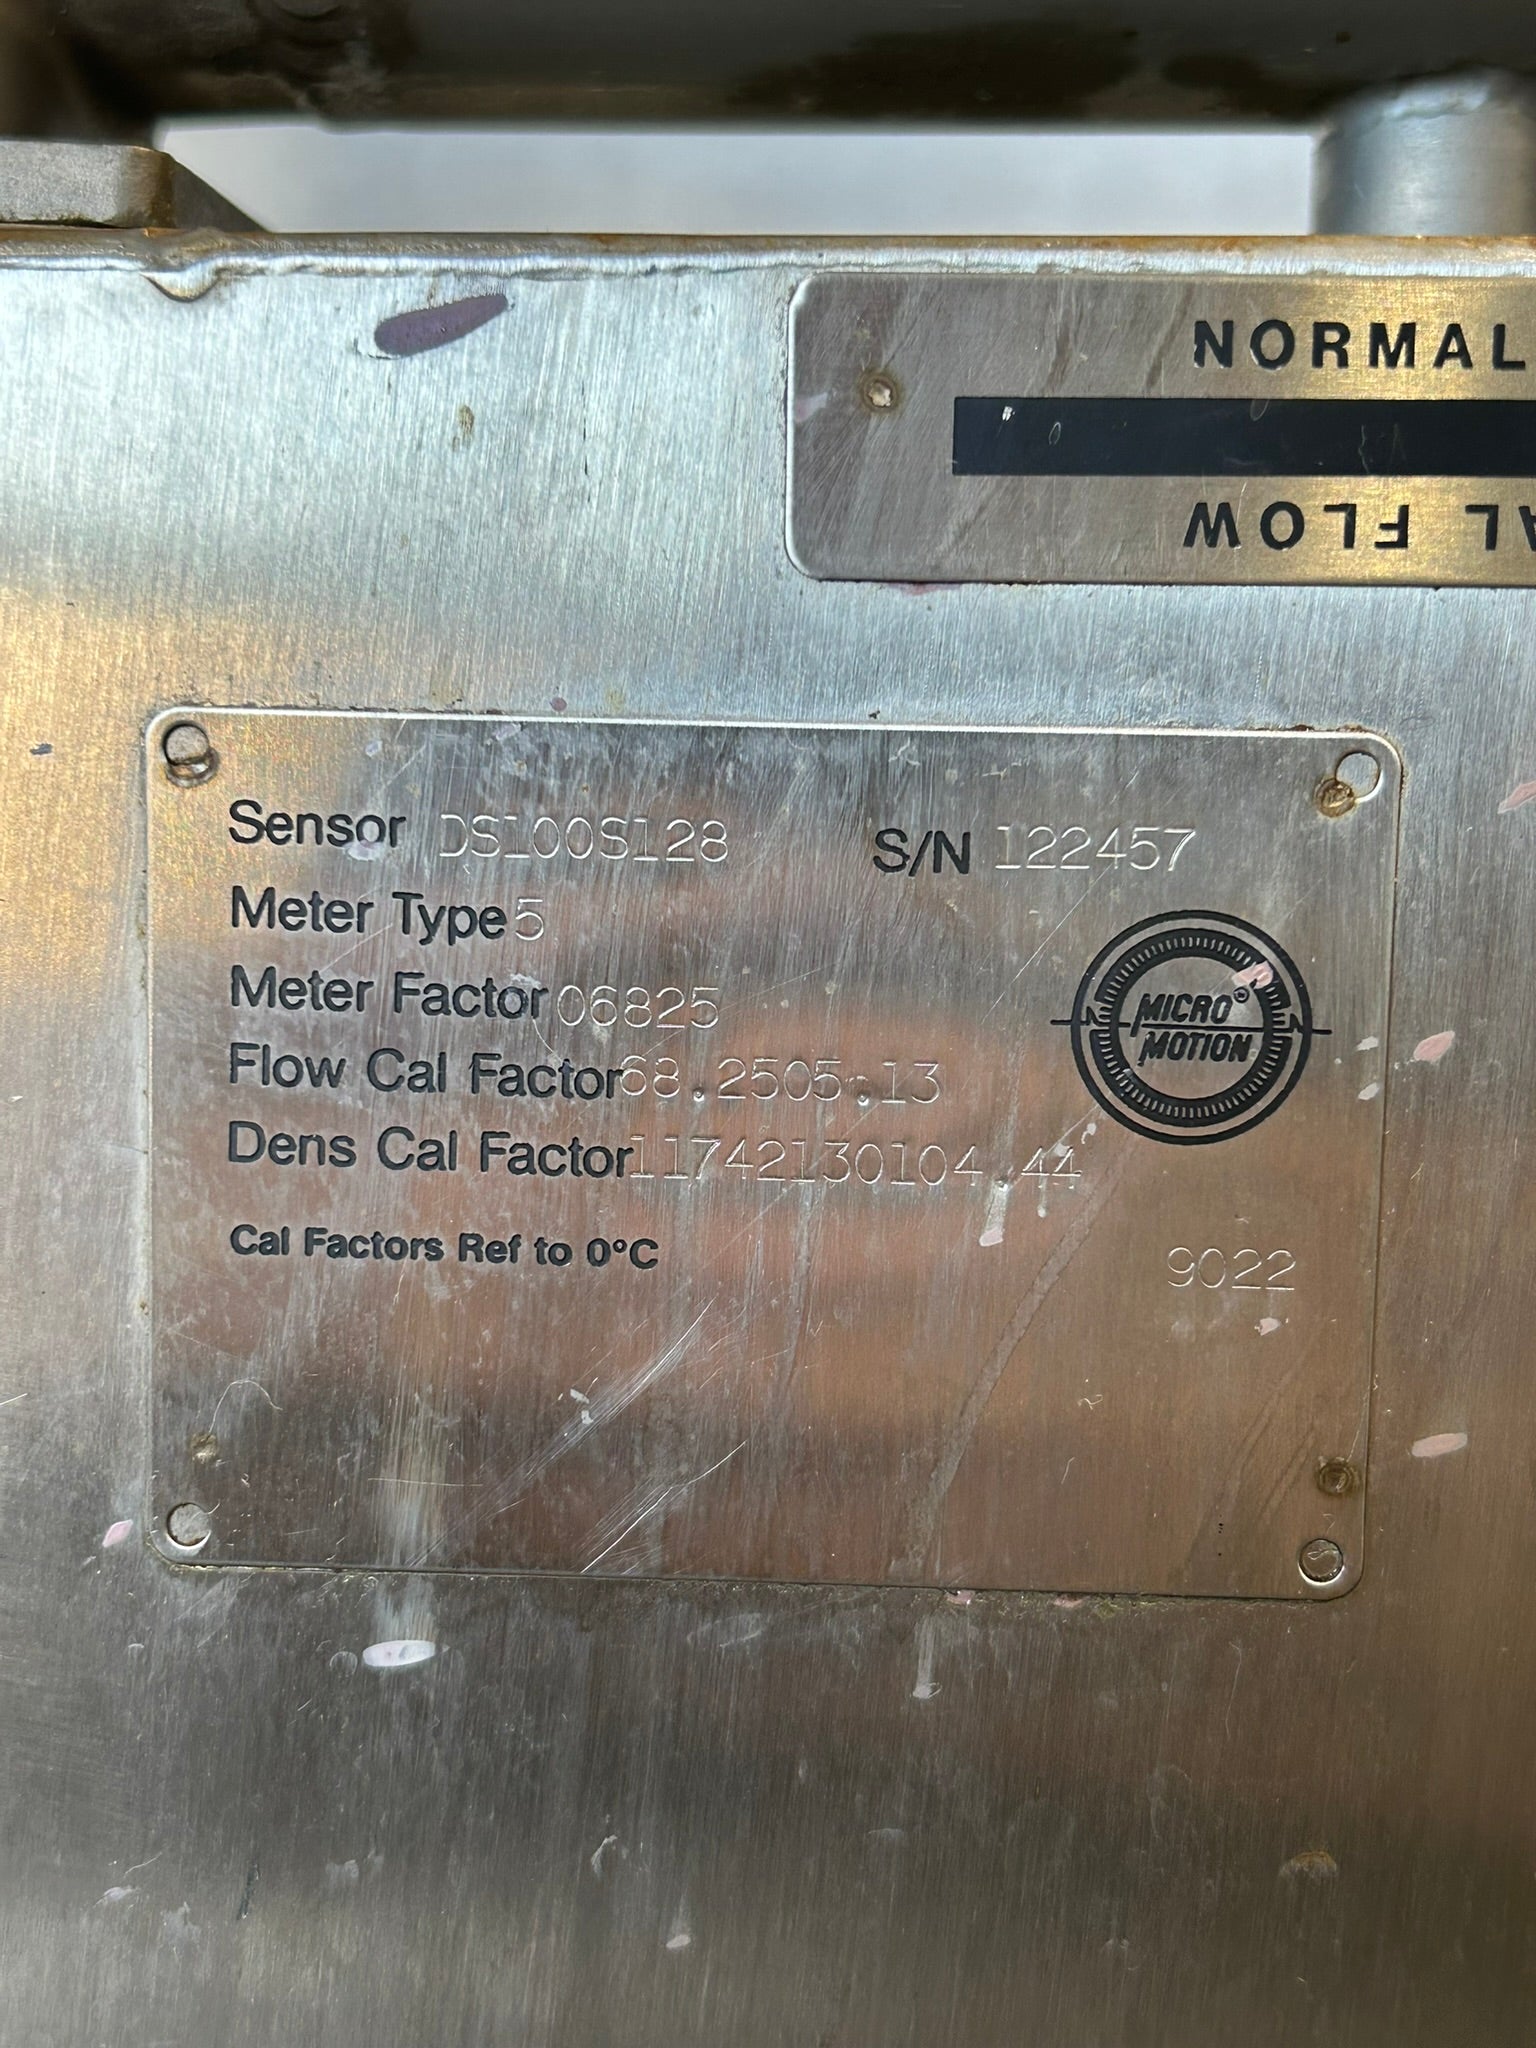 NORMAL
AL FLOW
Sensor DS100S128 S/N 122457
Meter Type 5
Meter Factor 06825
Flow Cal Factor 68.2505.13
Dens Cal Factor 11742130104.44
Cal Factors Ref to 0°C
MICRO®
MOTION
9022